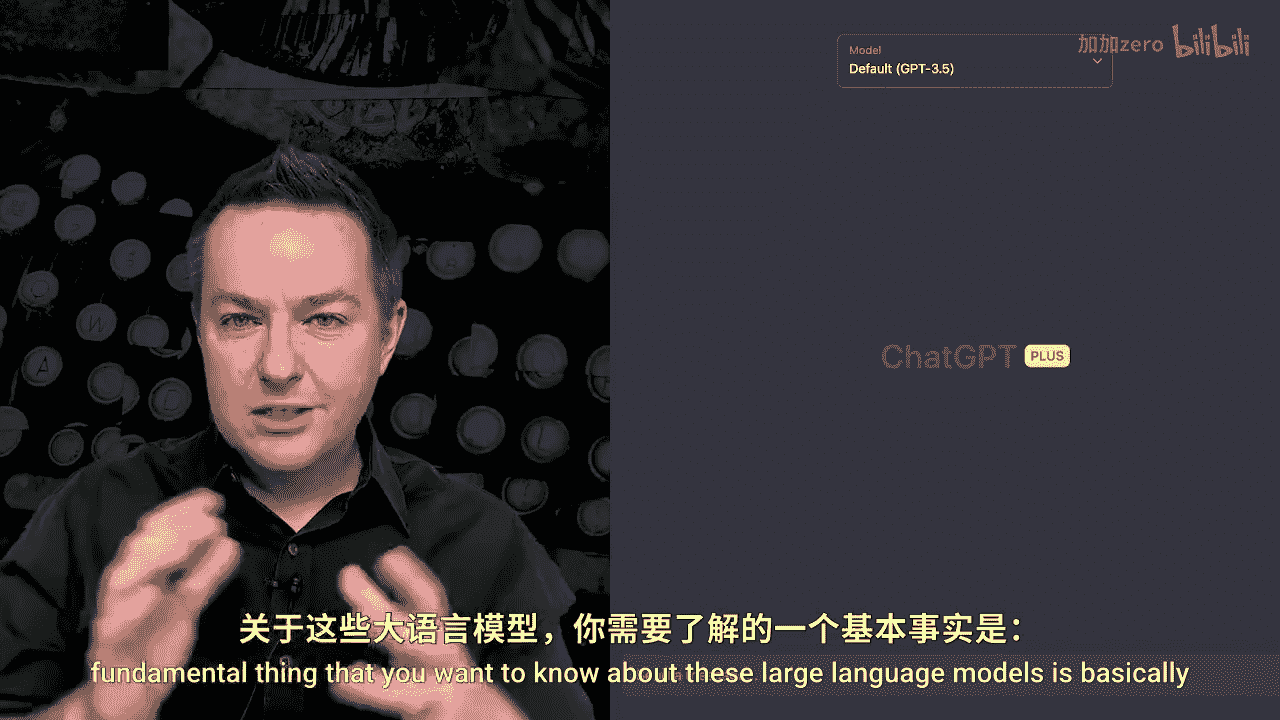 加加zero bilibili
Model
Default (GPT-3.5)
ChatGPT PLUS
关于这些大语言模型，你需要了解的一个基本事实是：
fundamental thing that you want to know about these large language models is basically